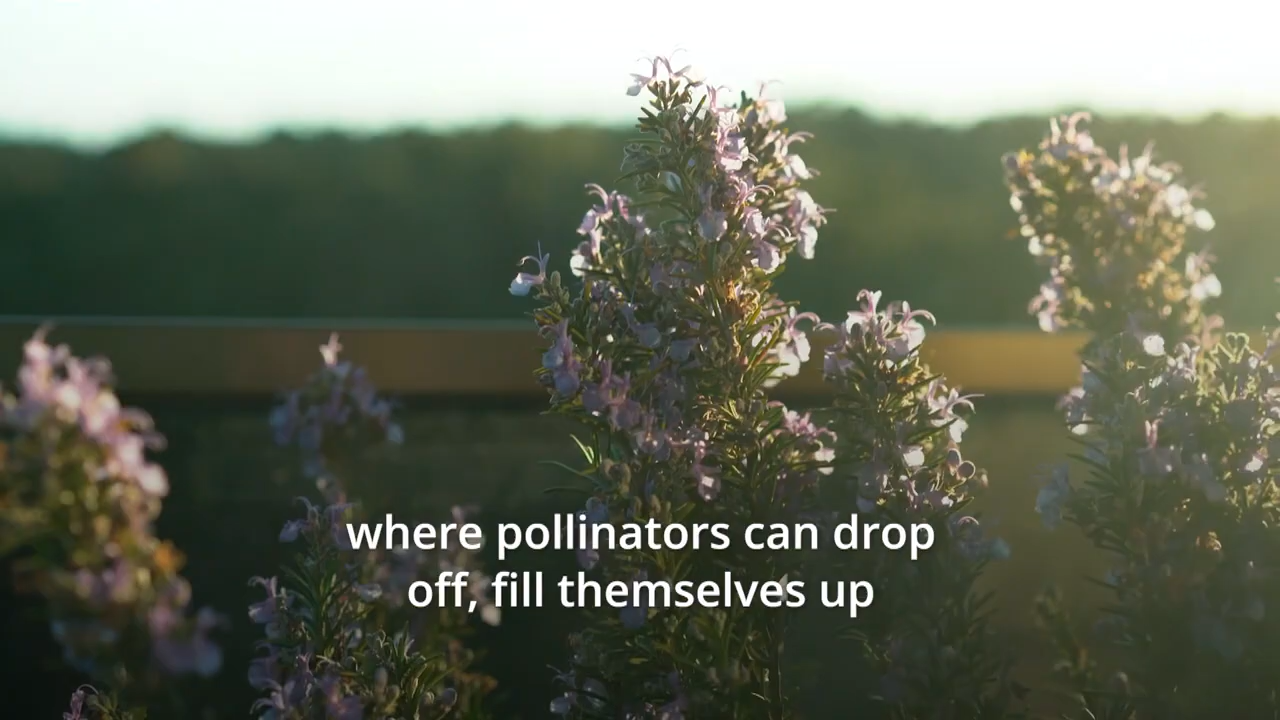 where pollinators can drop
off, fill themselves up